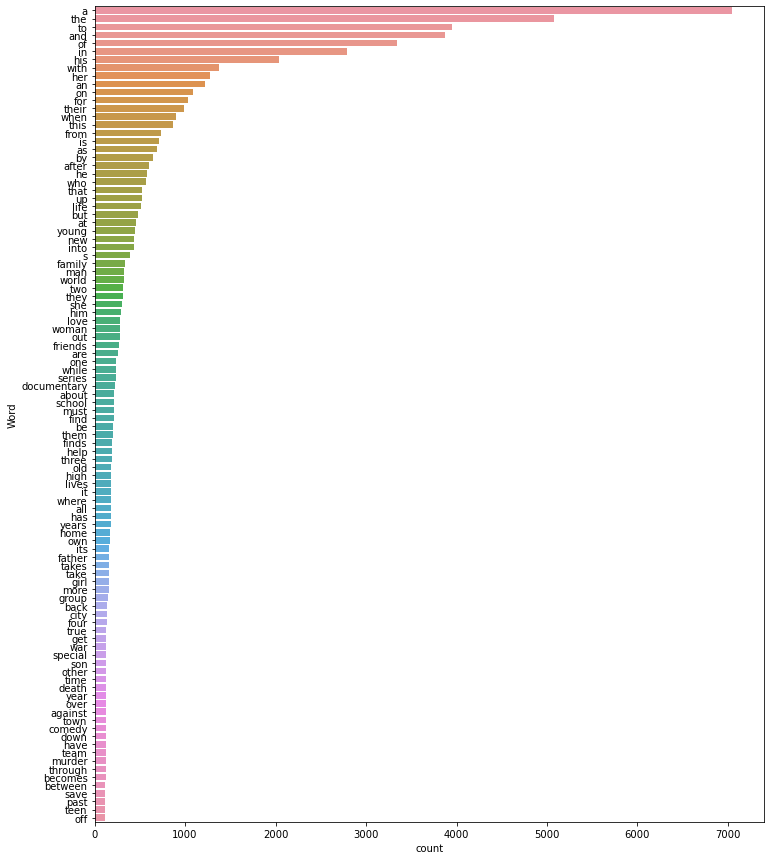 a
the
to
and
of
in
his
with
her
an
on
for
their
when
this
from
is
as
by
after
he
who
that
up
life
but
at
young
new
into
s
family
man
world
two
they
she
him
love
woman
out
friends
are
one
while
series
documentary
about
school
must
find
be
them
finds
help
three
old
high
lives
it
where
all
has
years
home
own
its
father
takes
take
girl
more
group
back
city
four
true
get
war
special
son
other
time
death
year
over
against
town
comedy
down
have
team
murder
through
becomes
between
save
past
teen
off
Word
0 1000 2000 3000 4000 5000 6000 7000
count